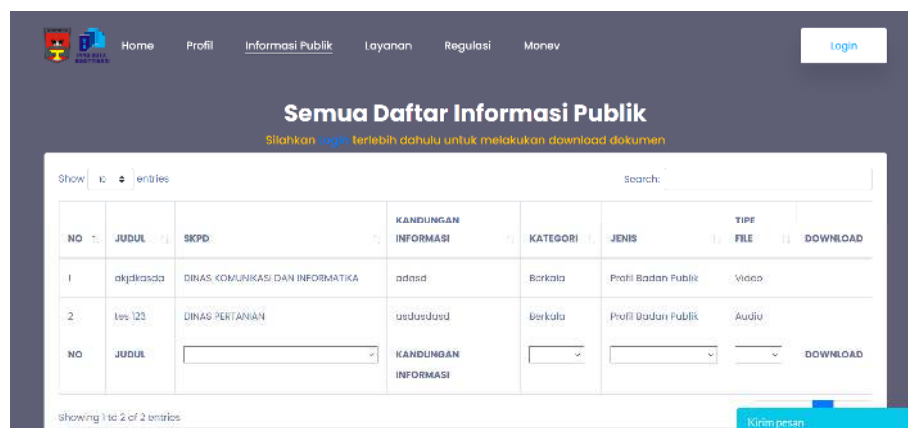 Home Profil Informasi Publik Layanan Regulasi Monev Login
Semua Daftar Informasi Publik
Silahkan login terlebih dahulu untuk melakukan download dokumen
Show 10 entries Search:
NO JUDUL SKPD KANDUNGAN INFORMASI KATEGORI JENIS TIPE FILE DOWNLOAD
1 DINAS KOMUNIKASI DAN INFORMATIKA adasd Berkala Profil Badan Publik Video
2 tes 123 DINAS PERTANIAN Berkala Profil Badan Publik Audio
NO JUDUL KANDUNGAN INFORMASI DOWNLOAD
Showing 1 to 2 of 2 entries
Kirim pesan